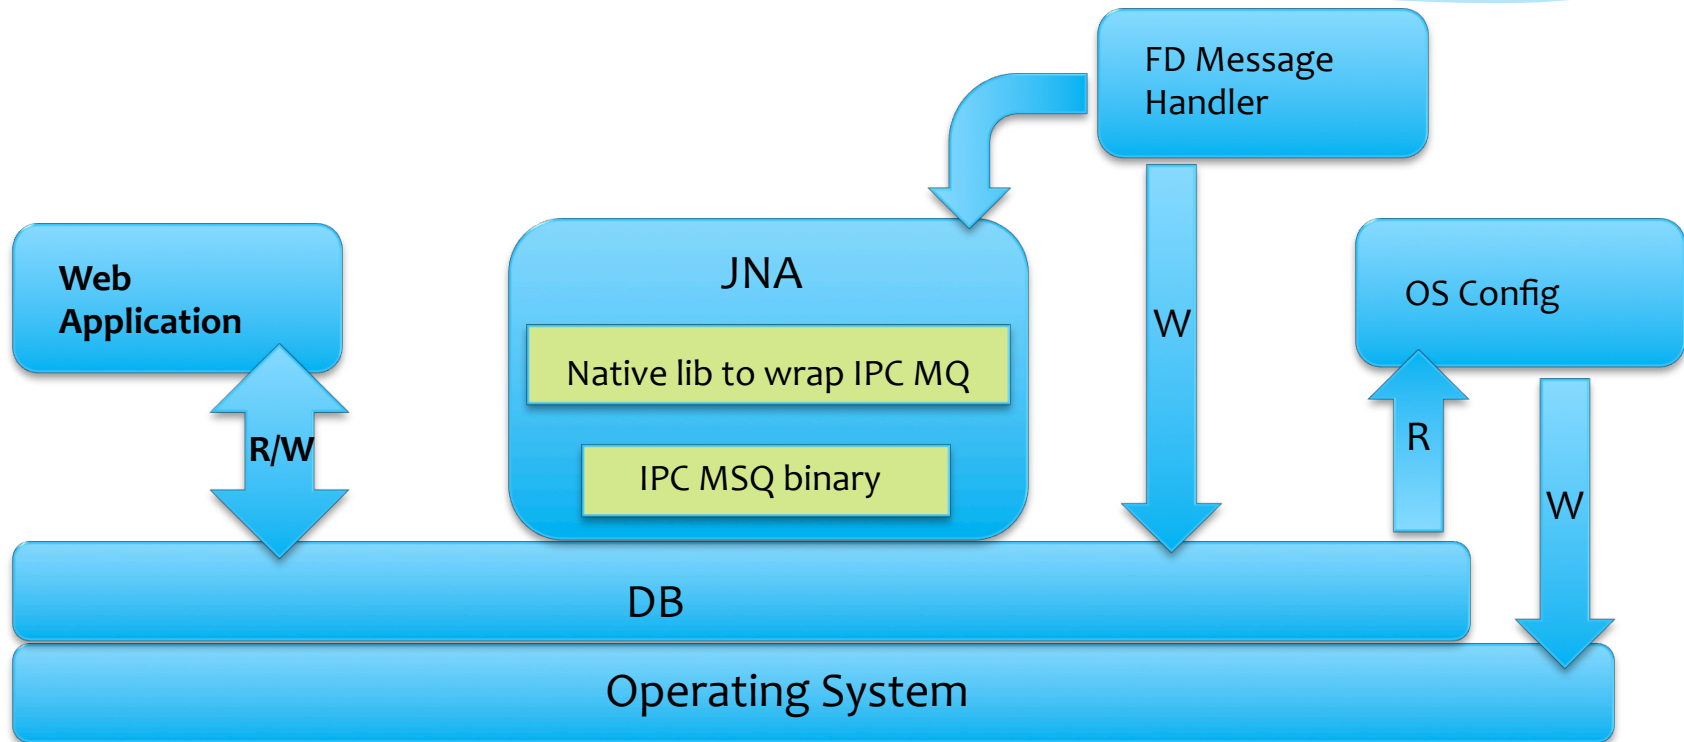 FD Message
Handler
Web
Application
JNA
OS Config
W
Native lib to wrap IPC MQ
R/W
R
IPC MSQ binary
W
DB
Operating System